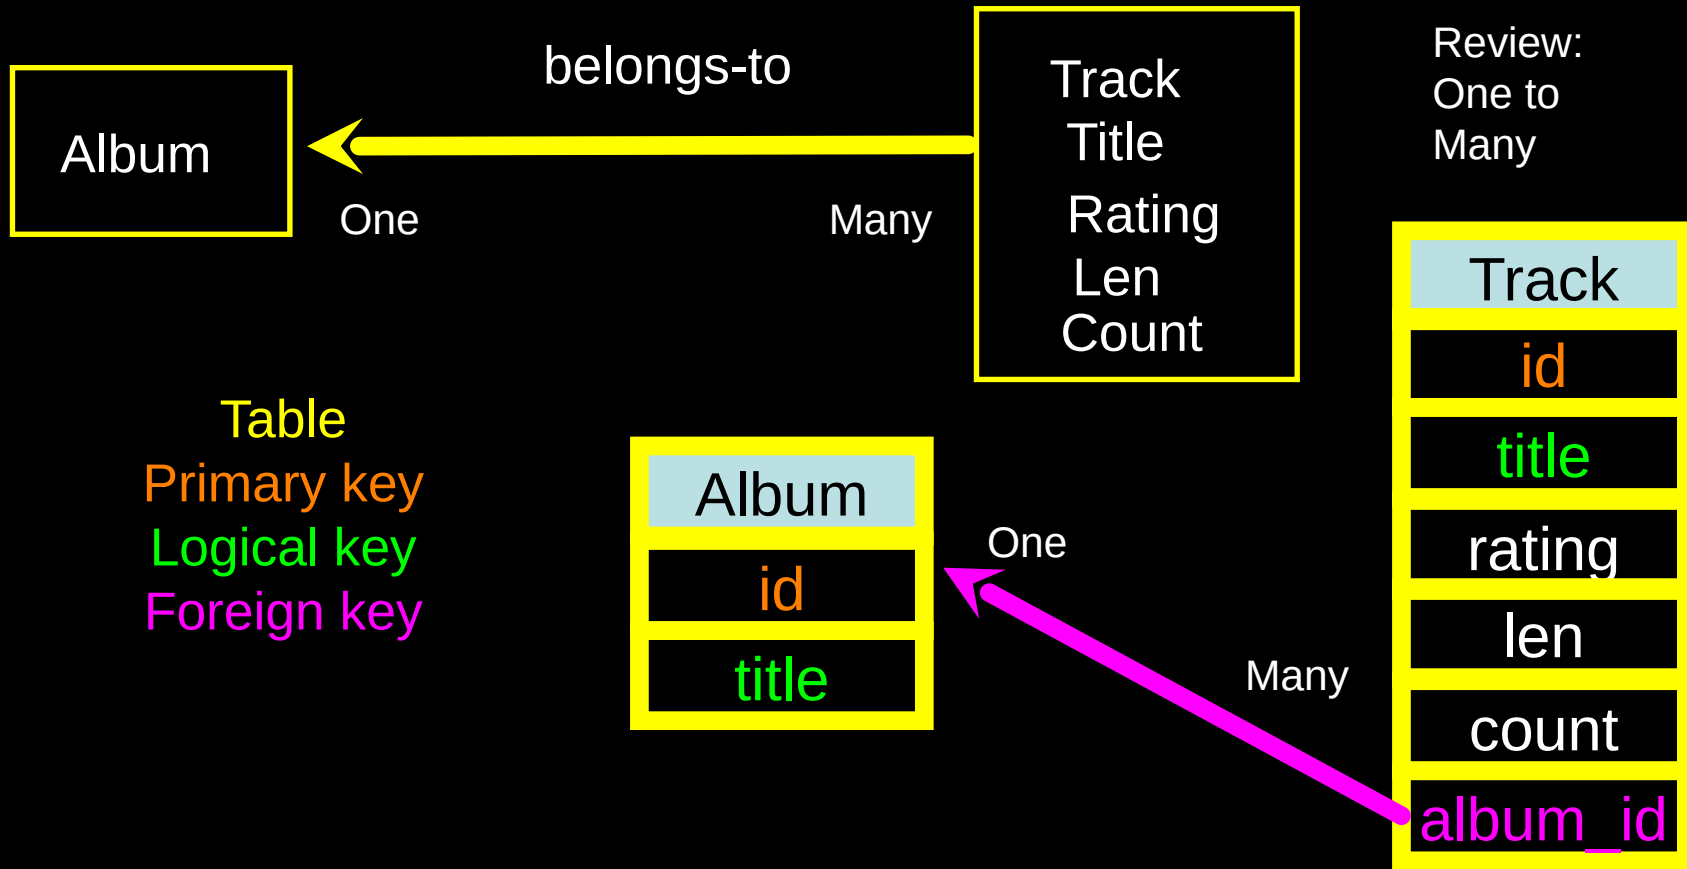 belongs-to
Album
One
Many
Track
Title
Rating
Len
Count
Review:
One to
Many
Table
Primary key
Logical key
Foreign key
Album
id
title
One
Many
Track
id
title
rating
len
count
album_id